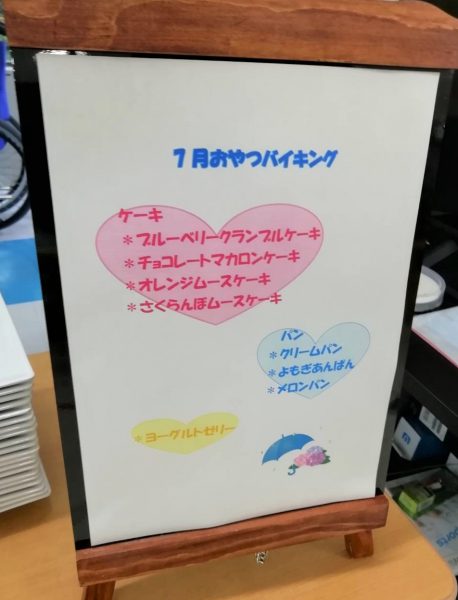 7月おやつバイキング
ケーキ
＊ブルーベリークランブルケーキ
＊チョコレートマカロンケーキ
＊オレンジムースケーキ
＊さくらんぼムースケーキ
パン
＊クリームパン
＊よもぎあんぱん
＊メロンパン
＊ヨーグルトゼリー